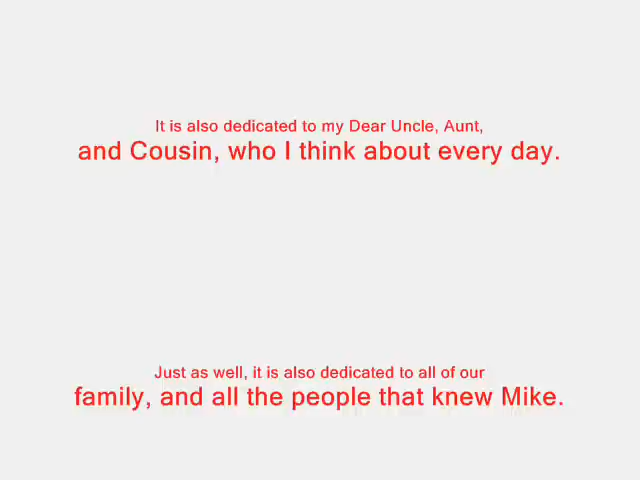 It is also dedicated to my Dear Uncle, Aunt,
and Cousin, who I think about every day.
Just as well, it is also dedicated to all of our
family, and all the people that knew Mike.